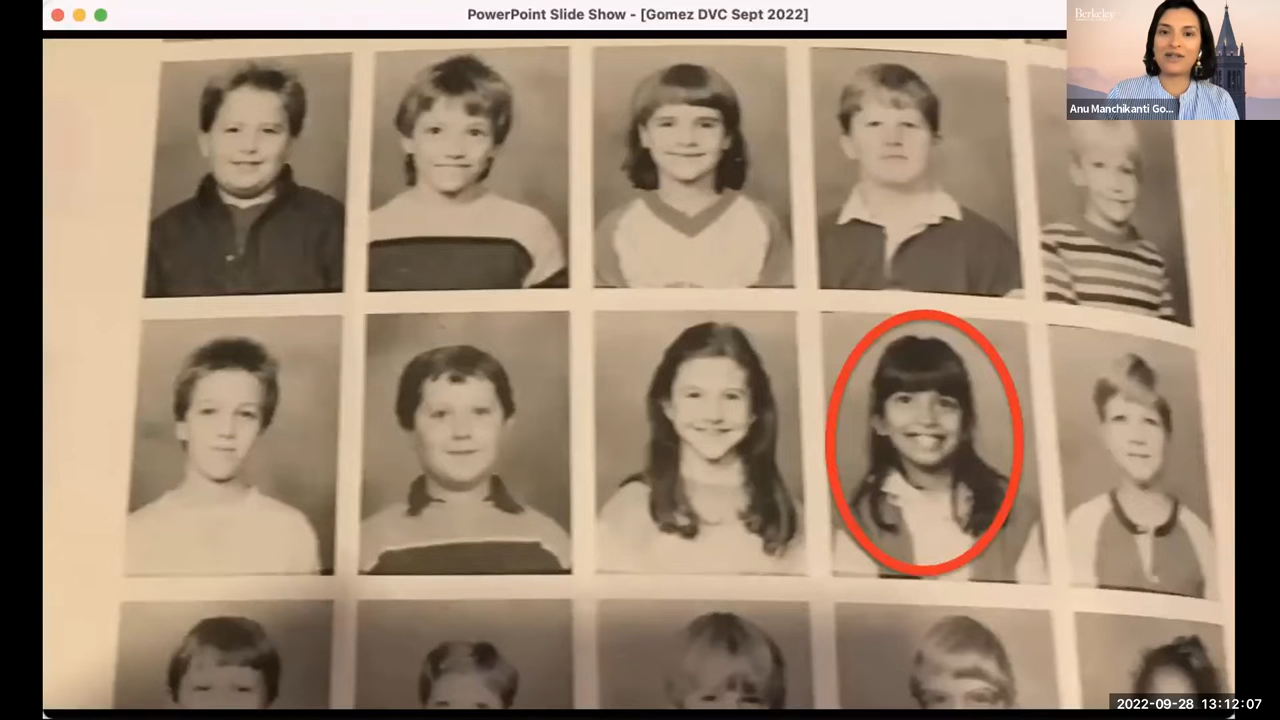 PowerPoint Slide Show - [Gomez DVC Sept 2022]
Berkeley
Anu Manchikanti Go...
2022-09-28 13:12:07